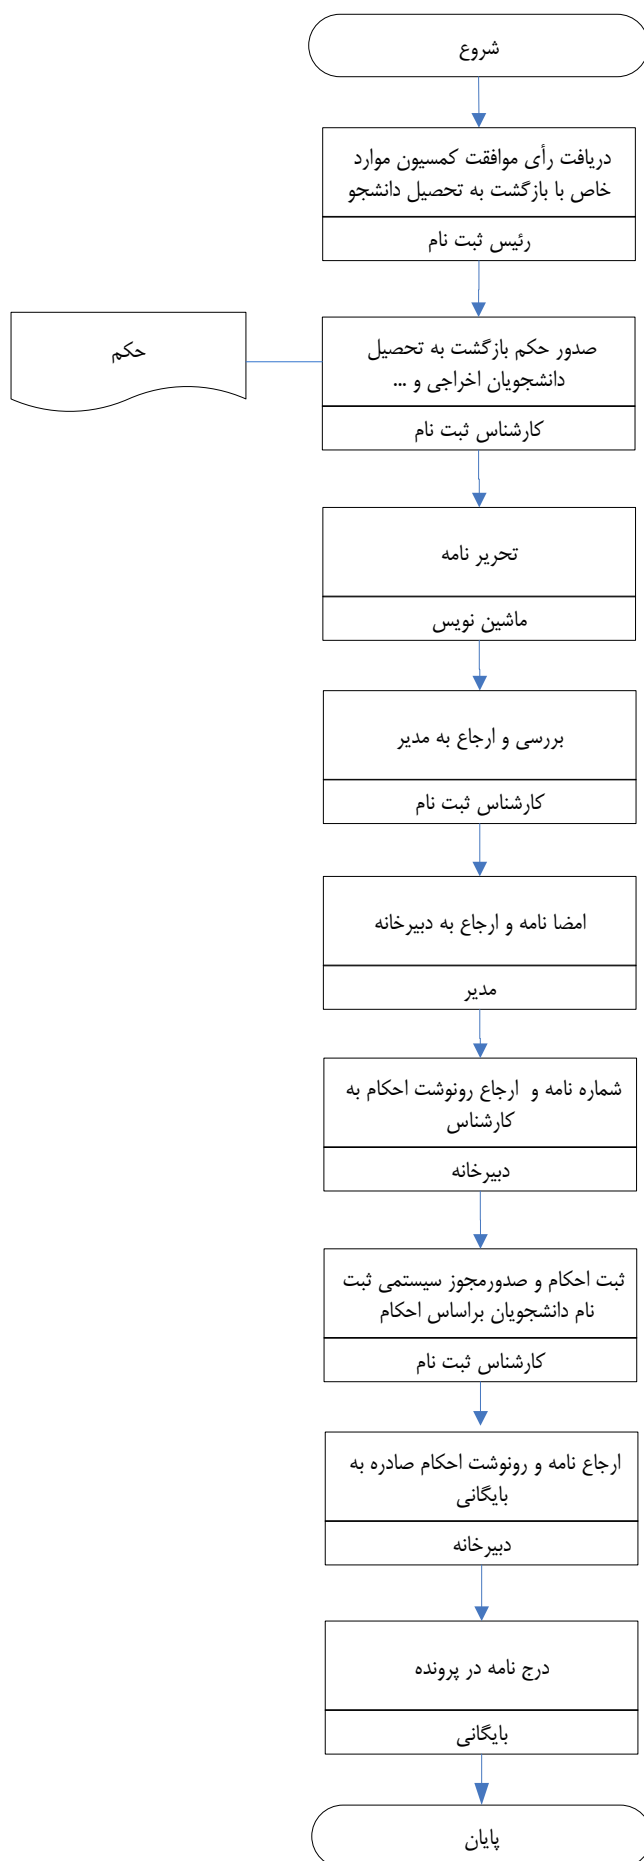 شروع
دریافت رأی موافقت کمسیون موارد
خاص با بازگشت به تحصیل دانشجو
رئیس ثبت نام
صدور حکم بازگشت به تحصیل
دانشجویان اخراجی و ...
کارشناس ثبت نام
حکم
تحریر نامه
ماشین نویس
بررسی و ارجاع به مدیر
کارشناس ثبت نام
امضا نامه و ارجاع به دبیرخانه
مدیر
شماره نامه و ارجاع رونوشت احکام به
کارشناس
دبیرخانه
ثبت احکام و صدورمجوز سیستمی ثبت
نام دانشجویان براساس احکام
کارشناس ثبت نام
ارجاع نامه و رونوشت احکام صادره به
بایگانی
دبیرخانه
درج نامه در پرونده
بایگانی
پایان